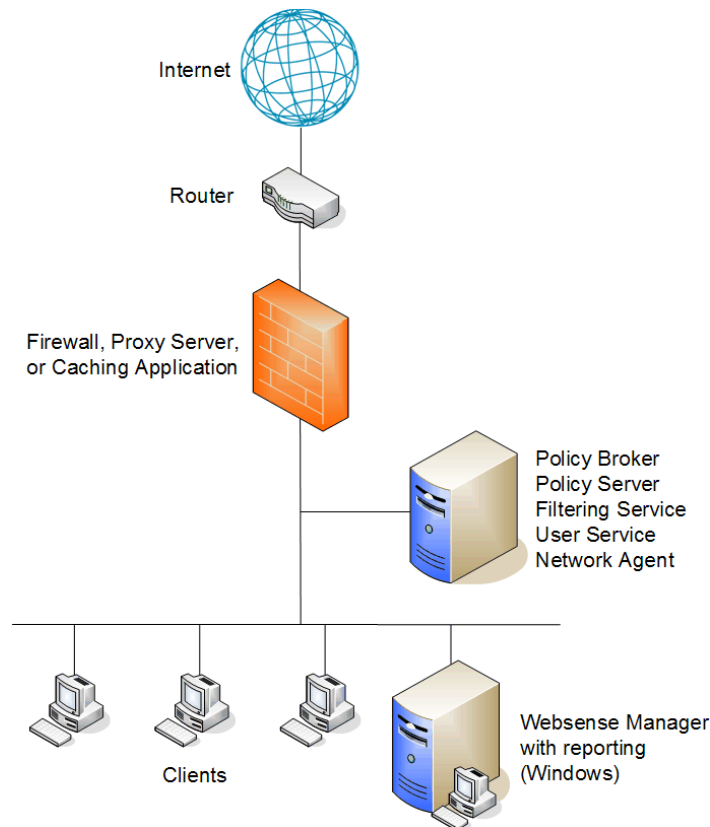 Internet
Router
Firewall, Proxy Server,
or Caching Application
Policy Broker
Policy Server
Filtering Service
User Service
Network Agent
Clients
Websense Manager
with reporting
(Windows)